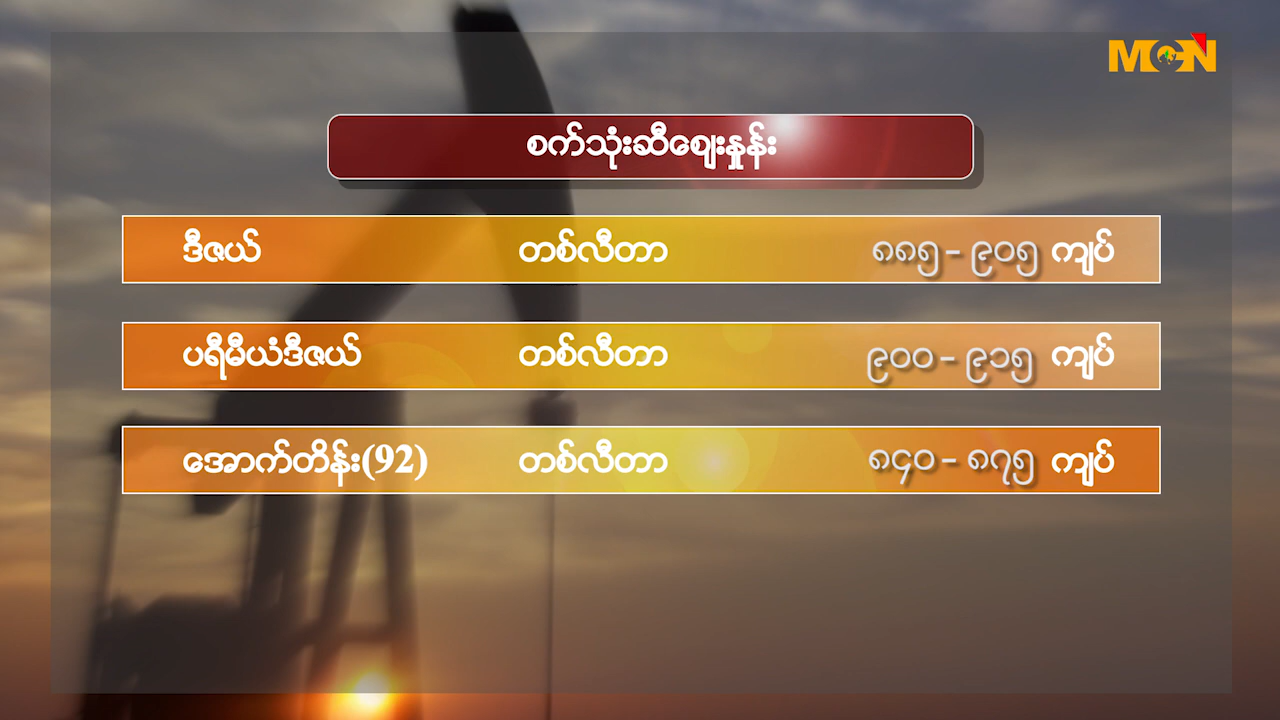 MCN
စက်သုံးဆီဈေးနှုန်း
ဒီဇယ် တစ်လီတာ ၈၈၅ - ၉၀၅ ကျပ်
ပရီမီယံဒီဇယ် တစ်လီတာ ၉၀၀ - ၉၁၅ ကျပ်
အောက်တိန်း(92) တစ်လီတာ ၈၄၀ - ၈၇၅ ကျပ်